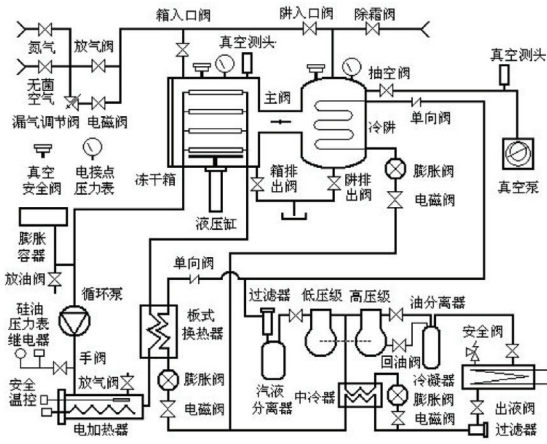 箱入口阀
阱入口阀
除霜阀
氮气
放气阀
真空测头
真空测头
抽空阀
无菌
空气
主阀
单向阀
漏气调节阀
电磁阀
冷阱
真空
安全阀
电接点
压力表
冻干箱
箱排
出阀
阱排
出阀
膨胀阀
真空泵
液压缸
电磁阀
膨胀
容器
放油阀
单向阀
循环泵
过滤器
低压级
高压级
油分离器
硅油
压力表
继电器
板式
换热器
安全阀
手阀
回油阀
安全
温控
放气阀
膨胀阀
汽液
分离器
中冷器
冷凝器
膨胀阀
出液阀
电磁阀
电磁阀
过滤器
电加热器